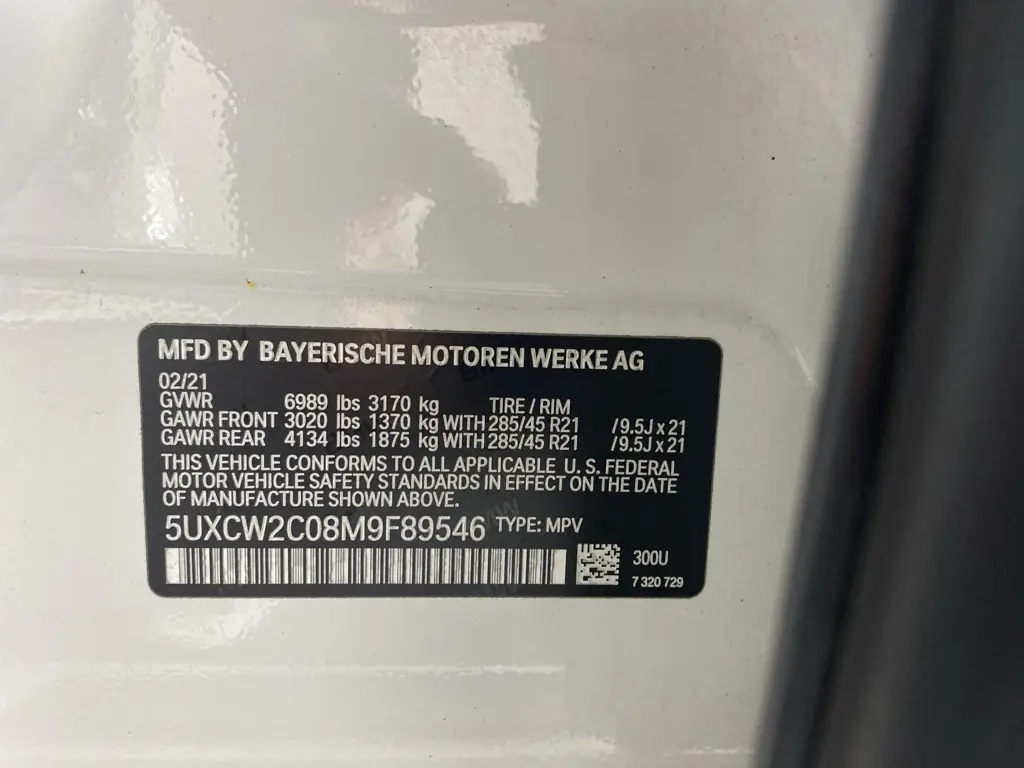 MFD BY BAYERISCHE MOTOREN WERKE AG
02/21
GVWR 6989 lbs 3170 kg TIRE / RIM
GAWR FRONT 3020 lbs 1370 kg WITH 285/45 R21 /9.5J x 21
GAWR REAR 4134 lbs 1875 kg WITH 285/45 R21 /9.5J x 21
THIS VEHICLE CONFORMS TO ALL APPLICABLE U. S. FEDERAL
MOTOR VEHICLE SAFETY STANDARDS IN EFFECT ON THE DATE
OF MANUFACTURE SHOWN ABOVE.
5UXCW2C08M9F89546 TYPE: MPV
300U
7 320 729